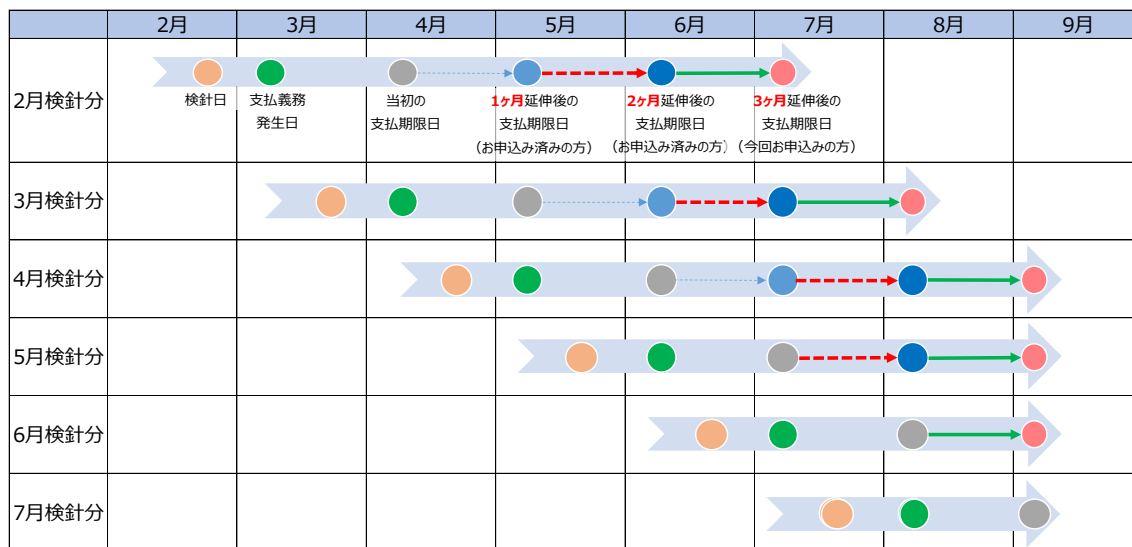 2月 3月 4月 5月 6月 7月 8月 9月
2月検針分
検針日
支払義務
発生日
当初の
支払期限日
1ヶ月延伸後の
支払期限日
(お申込み済みの方)
2ヶ月延伸後の
支払期限日
(お申込み済みの方)
3ヶ月延伸後の
支払期限日
(今回お申込みの方)
3月検針分
4月検針分
5月検針分
6月検針分
7月検針分